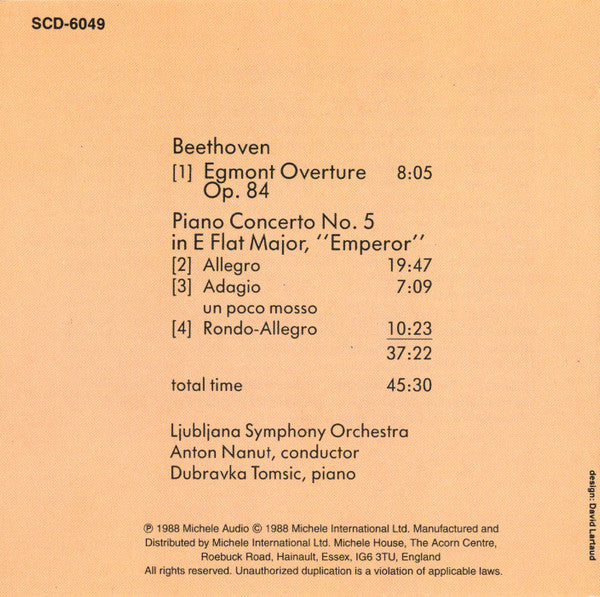 SCD-6049
Beethoven
[1] Egmont Overture 8:05
Op. 84
Piano Concerto No. 5
in E Flat Major, ''Emperor''
[2] Allegro 19:47
[3] Adagio 7:09
un poco mosso
[4] Rondo-Allegro 10:23
37:22
total time 45:30
Ljubljana Symphony Orchestra
Anton Nanut, conductor
Dubravka Tomsic, piano
℗ 1988 Michele Audio © 1988 Michele International Ltd. Manufactured and
Distributed by Michele International Ltd. Michele House, The Acorn Centre,
Roebuck Road, Hainault, Essex, IG6 3TU, England
All rights reserved. Unauthorized duplication is a violation of applicable laws.
design: David Lartaud